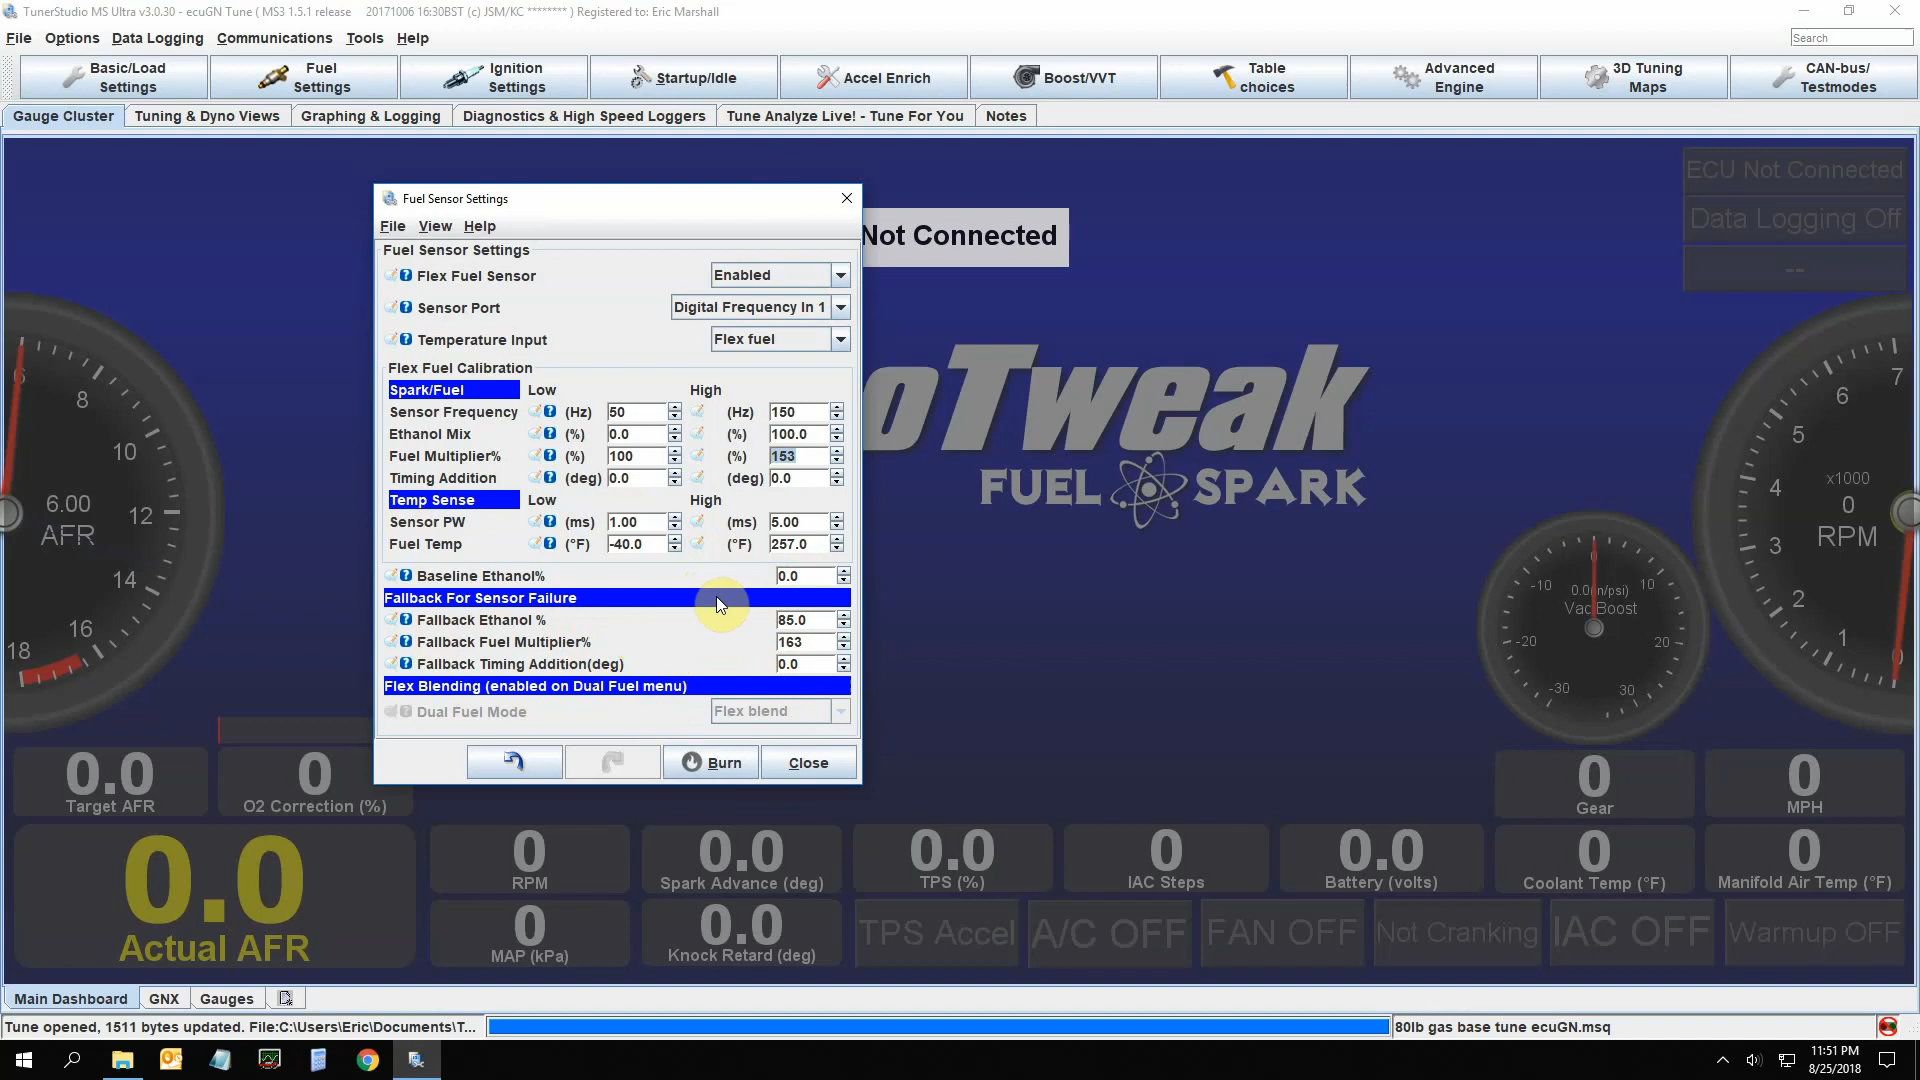 TunerStudio MS Ultra v3.0.30 - ecuGN Tune ( MS3 1.5.1 release    20171006 16:30BST (c) JSM/KC ******** ) Registered to: Eric Marshall
File Options Data Logging Communications Tools Help
Search
Basic/Load Settings
Fuel Settings
Ignition Settings
Startup/Idle
Accel Enrich
Boost/VVT
Table choices
Advanced Engine
3D Tuning Maps
CAN-bus/ Testmodes
Gauge Cluster
Tuning & Dyno Views
Graphing & Logging
Diagnostics & High Speed Loggers
Tune Analyze Live! - Tune For You
Notes
ECU Not Connected
Data Logging Off
--
Not Connected
oTweak
FUEL SPARK
Fuel Sensor Settings
File View Help
Fuel Sensor Settings
Flex Fuel Sensor Enabled
Sensor Port Digital Frequency In 1
Temperature Input Flex fuel
Flex Fuel Calibration
Spark/Fuel Low High
Sensor Frequency (Hz) 50 (Hz) 150
Ethanol Mix (%) 0.0 (%) 100.0
Fuel Multiplier% (%) 100 (%) 153
Timing Addition (deg) 0.0 (deg) 0.0
Temp Sense Low High
Sensor PW (ms) 1.00 (ms) 5.00
Fuel Temp (°F) -40.0 (°F) 257.0
Baseline Ethanol% 0.0
Fallback For Sensor Failure
Fallback Ethanol % 85.0
Fallback Fuel Multiplier% 163
Fallback Timing Addition(deg) 0.0
Flex Blending (enabled on Dual Fuel menu)
Dual Fuel Mode Flex blend
Burn Close
6
8
10
12
14
16
18
6.00
AFR
-10
10
-20
20
-30
30
Vac Boost
7
6
5
4
3
2
1
x1000
0
RPM
0.0
Target AFR
0
O2 Correction (%)
0
Gear
0
MPH
0.0
Actual AFR
0
RPM
0.0
Spark Advance (deg)
0.0
TPS (%)
0
IAC Steps
0.0
Battery (volts)
0
Coolant Temp (°F)
0
Manifold Air Temp (°F)
0
MAP (kPa)
0.0
Knock Retard (deg)
TPS Accel
A/C OFF
FAN OFF
Not Cranking
IAC OFF
Warmup OFF
Main Dashboard
GNX
Gauges
Tune opened, 1511 bytes updated. File:C:\Users\Eric\Documents\T...
80lb gas base tune ecuGN.msq
11:51 PM
8/25/2018